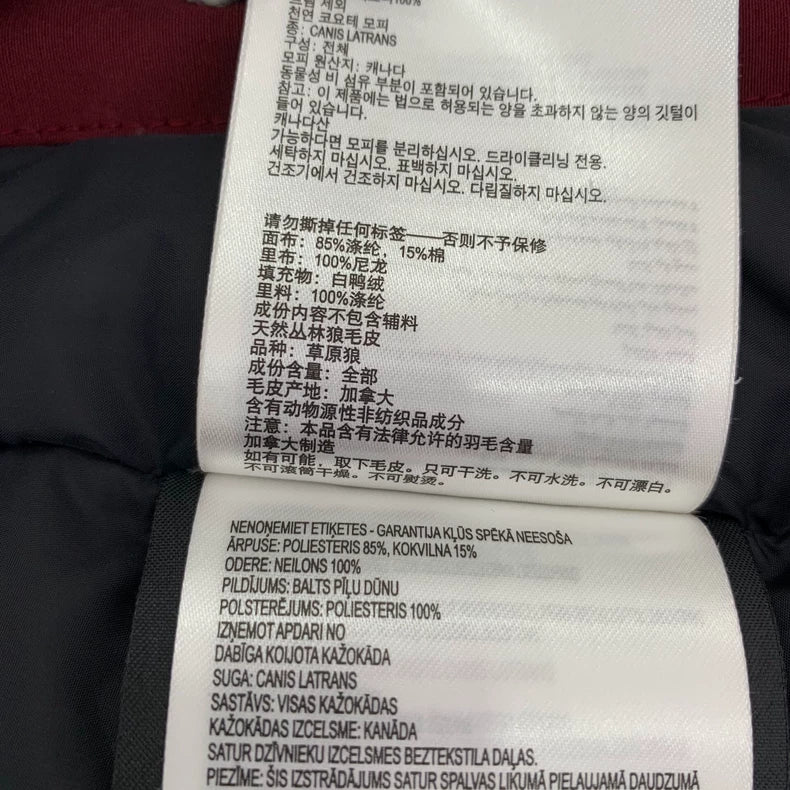 100%
트림 제외
천연 코요테 모피
종: CANIS LATRANS
구성: 전체
모피 원산지: 캐나다
동물성 비 섬유 부분이 포함되어 있습니다.
참고: 이 제품에는 법으로 허용되는 양을 초과하지 않는 양의 깃털이
들어 있습니다.
캐나다산
가능하다면 모피를 분리하십시오. 드라이클리닝 전용.
세탁하지 마십시오. 표백하지 마십시오.
건조기에서 건조하지 마십시오. 다림질하지 마십시오.
请勿撕掉任何标签——否则不予保修
面布：85%涤纶，15%棉
里布：100%尼龙
填充物：白鸭绒
里料：100%涤纶
成份内容不包含辅料
天然丛林狼毛皮
品种：草原狼
成份含量：全部
毛皮产地：加拿大
含有动物源性非纺织品成分
注意：本品含有法律允许的羽毛含量
加拿大制造
如有可能，取下毛皮。只可干洗。不可水洗。不可漂白。
不可滚筒干燥。不可熨烫。
NENOŅEMIET ETIĶETES - GARANTIJA KĻŪS SPĒKĀ NEESOŠA
ĀRPUSE: POLIESTERIS 85%, KOKVILNA 15%
ODERE: NEILONS 100%
PILDĪJUMS: BALTS PĪĻU DŪNU
POLSTERĒJUMS: POLIESTERIS 100%
IZŅEMOT APDARI NO
DABĪGA KOIJOTA KAŽOKĀDA
SUGA: CANIS LATRANS
SASTĀVS: VISAS KAŽOKĀDAS
KAŽOKĀDAS IZCELSME: KANĀDA
SATUR DZĪVNIEKU IZCELSMES BEZTEKSTILA DAĻAS.
PIEZĪME: ŠIS IZSTRĀDĀJUMS SATUR SPALVAS LIKUMĀ PIEĻAUJAMĀ DAUDZUMĀ